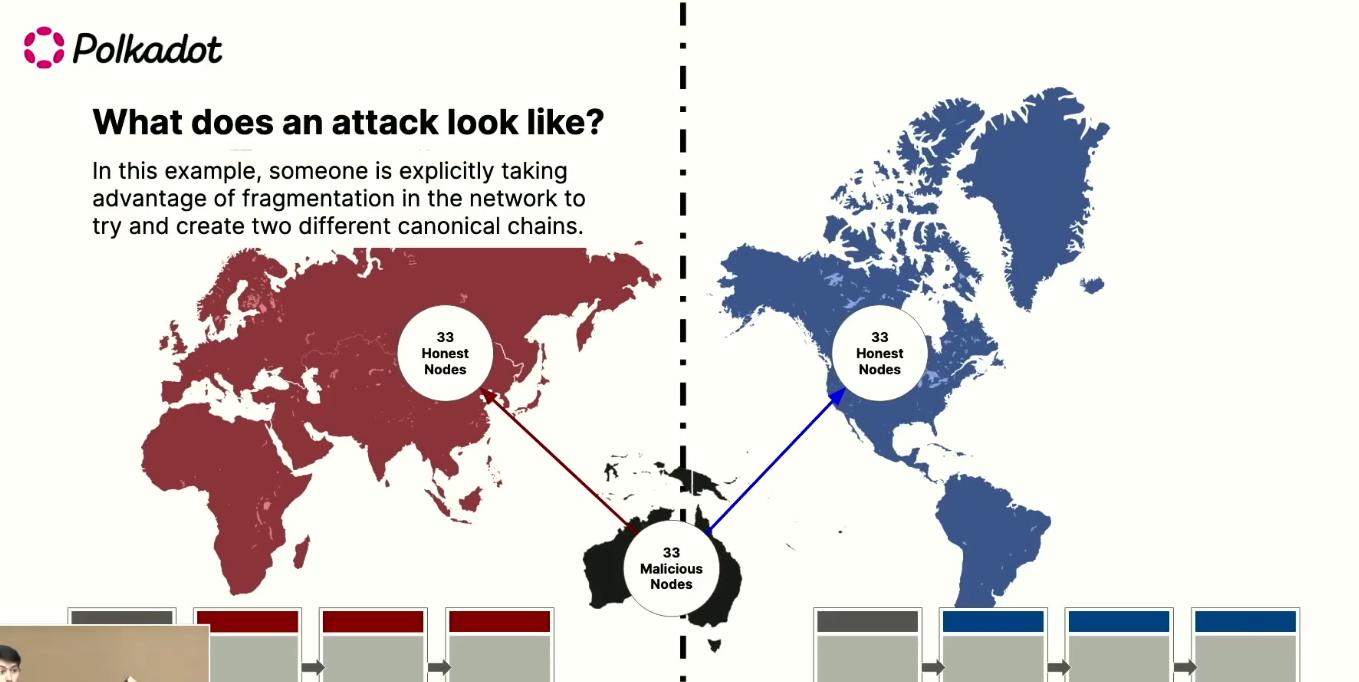 Polkadot
What does an attack look like?
In this example, someone is explicitly taking
advantage of fragmentation in the network to
try and create two different canonical chains.
33
Honest
Nodes
33
Honest
Nodes
33
Malicious
Nodes